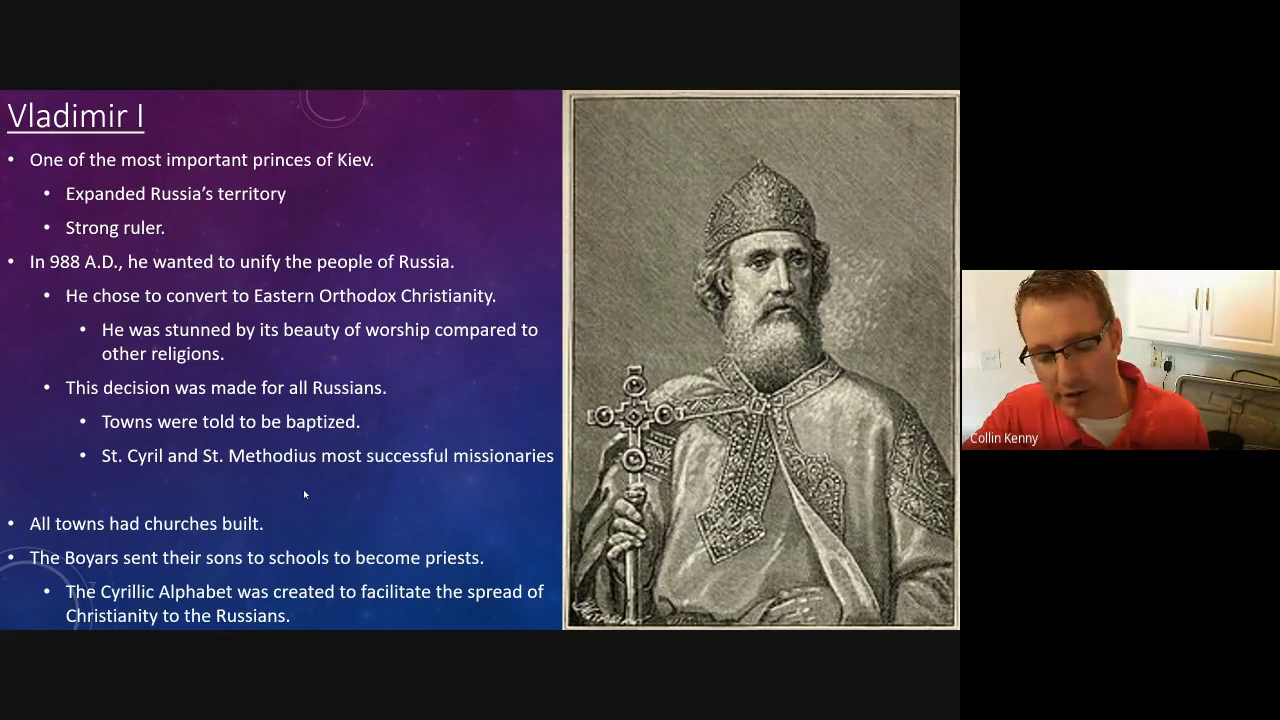 Vladimir I
• One of the most important princes of Kiev.
• Expanded Russia's territory
• Strong ruler.
• In 988 A.D., he wanted to unify the people of Russia.
• He chose to convert to Eastern Orthodox Christianity.
• He was stunned by its beauty of worship compared to
other religions.
• This decision was made for all Russians.
• Towns were told to be baptized.
• St. Cyril and St. Methodius most successful missionaries
• All towns had churches built.
• The Boyars sent their sons to schools to become priests.
• The Cyrillic Alphabet was created to facilitate the spread of
Christianity to the Russians.
Collin Kenny